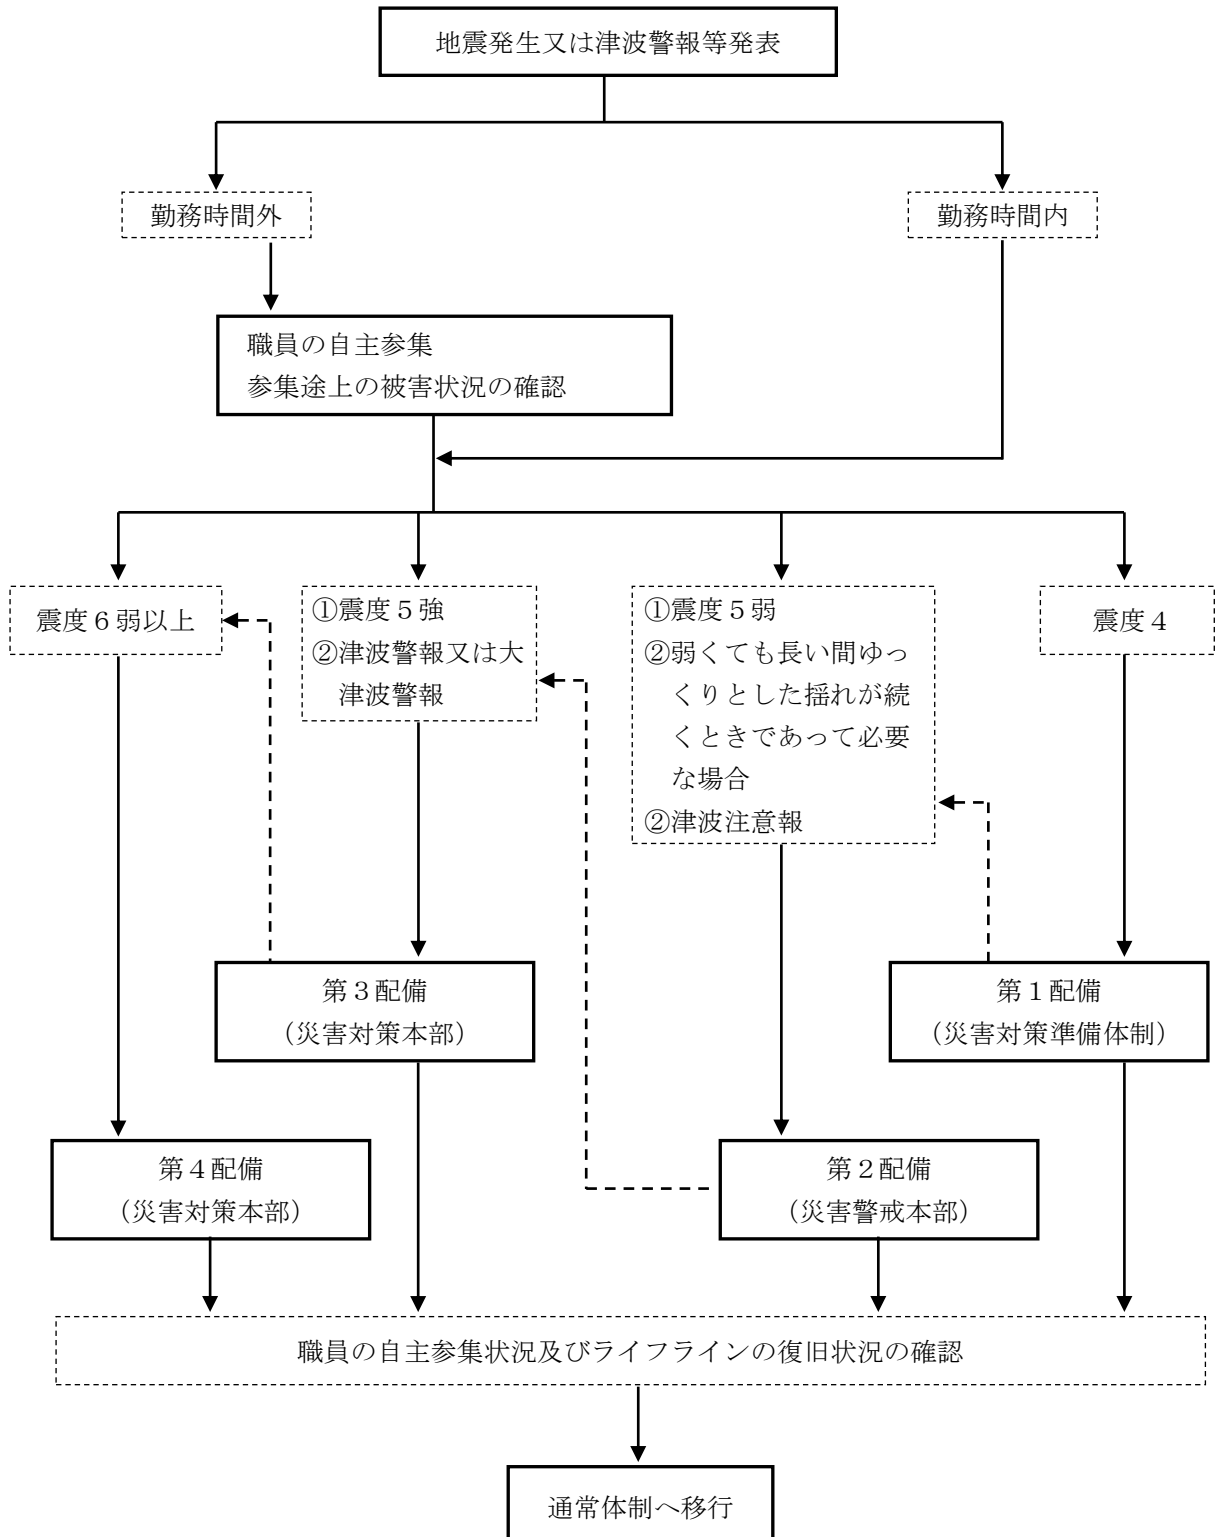 地震発生又は津波警報等発表
勤務時間外
勤務時間内
職員の自主参集
参集途上の被害状況の確認
震度６弱以上
①震度５強
②津波警報又は大
津波警報
①震度５弱
②弱くても長い間ゆっ
くりとした揺れが続
くときであって必要
な場合
②津波注意報
震度４
第３配備
（災害対策本部）
第１配備
（災害対策準備体制）
第４配備
（災害対策本部）
第２配備
（災害警戒本部）
職員の自主参集状況及びライフラインの復旧状況の確認
通常体制へ移行